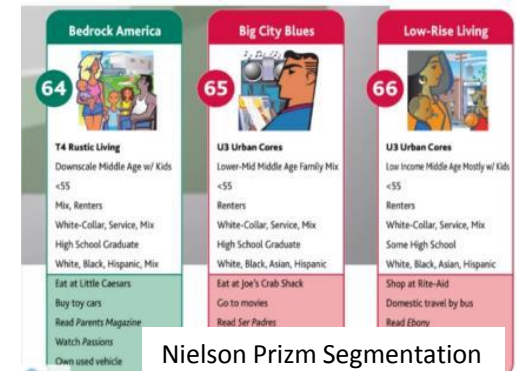 Bedrock America
64
T4 Rustic Living
Downscale Middle Age w/ Kids
<55
Mix, Renters
White-Collar, Service, Mix
High School Graduate
White, Black, Hispanic, Mix
Eat at Little Caesars
Buy toy cars
Read Parents Magazine
Watch Passions
Own used vehicle
Big City Blues
65
U3 Urban Cores
Lower-Mid Middle Age Family Mix
<55
Renters
White-Collar, Service, Mix
High School Graduate
White, Black, Asian, Hispanic
Eat at Joe's Crab Shack
Go to movies
Read Ser Padres
Low-Rise Living
66
U3 Urban Cores
Low Income Middle Age Mostly w/ Kids
<55
Renters
White-Collar, Service, Mix
Some High School
White, Black, Asian, Hispanic
Shop at Rite-Aid
Domestic travel by bus
Read Ebony
Nielson Prizm Segmentation